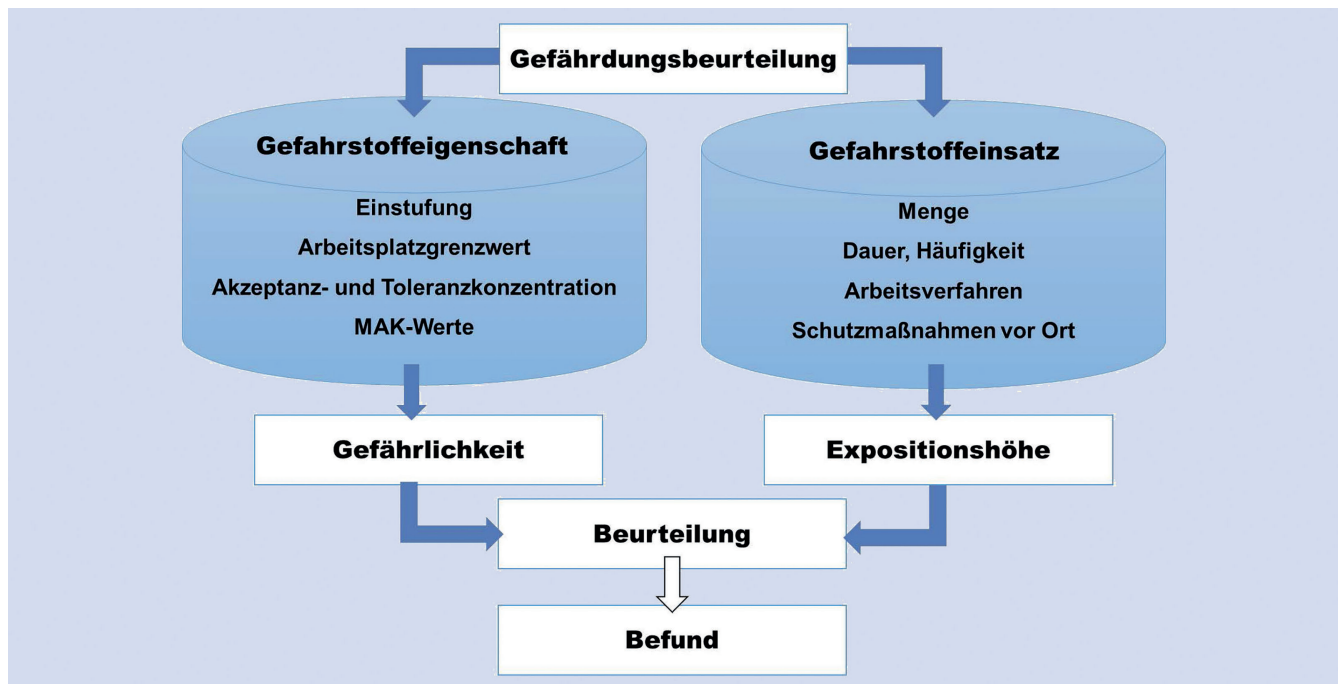 Gefährdungsbeurteilung
Gefahrstoffeigenschaft
Einstufung
Arbeitsplatzgrenzwert
Akzeptanz- und Toleranzkonzentration
MAK-Werte
Gefahrstoffeinsatz
Menge
Dauer, Häufigkeit
Arbeitsverfahren
Schutzmaßnahmen vor Ort
Gefährlichkeit
Expositionshöhe
Beurteilung
Befund